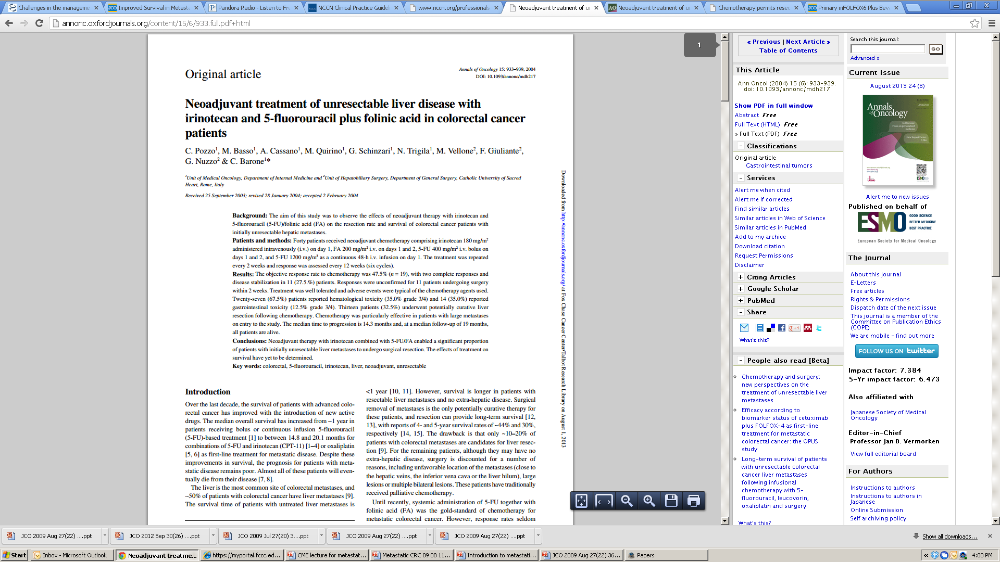 Challenges in the manageme
Improved Survival in Metasta
Pandora Radio - Listen to Fre
NCCN Clinical Practice Guideli
www.nccn.org/professionals
Neoadjuvant treatment of u
Neoadjuvant treatment of u
Chemotherapy permits resec
Primary mFOLFOX6 Plus Bev
annonc.oxfordjournals.org/content/15/6/933.full.pdf+html
1
Original article
Annals of Oncology 15: 933–939, 2004
DOI: 10.1093/annonc/mdh217
Neoadjuvant treatment of unresectable liver disease with
irinotecan and 5-fluorouracil plus folinic acid in colorectal cancer
patients
C. Pozzo1, M. Basso1, A. Cassano1, M. Quirino1, G. Schinzari1, N. Trigila1, M. Vellone2, F. Giuliante2,
G. Nuzzo2 & C. Barone1*
1Unit of Medical Oncology, Department of Internal Medicine and 2Unit of Hepatobiliary Surgery, Department of General Surgery, Catholic University of Sacred
Heart, Rome, Italy
Received 25 September 2003; revised 28 January 2004; accepted 2 February 2004
Background: The aim of this study was to observe the effects of neoadjuvant therapy with irinotecan and
5-fluorouracil (5-FU)/folinic acid (FA) on the resection rate and survival of colorectal cancer patients with
initially unresectable hepatic metastases.
Patients and methods: Forty patients received neoadjuvant chemotherapy comprising irinotecan 180 mg/m²
administered intravenously (i.v.) on day 1, FA 200 mg/m² i.v. on days 1 and 2, 5-FU 400 mg/m² i.v. bolus on
days 1 and 2, and 5-FU 1200 mg/m² as a continuous 48-h i.v. infusion on day 1. The treatment was repeated
every 2 weeks and response was assessed every 12 weeks (six cycles).
Results: The objective response rate to chemotherapy was 47.5% (n = 19), with two complete responses and
disease stabilization in 11 (27.5.%) patients. Responses were unconfirmed for 11 patients undergoing surgery
within 2 weeks. Treatment was well tolerated and adverse events were typical of the chemotherapy agents used.
Twenty-seven (67.5%) patients reported hematological toxicity (35.0% grade 3/4) and 14 (35.0%) reported
gastrointestinal toxicity (12.5% grade 3/4). Thirteen patients (32.5%) underwent potentially curative liver
resection following chemotherapy. Chemotherapy was particularly effective in patients with large metastases
on entry to the study. The median time to progression is 14.3 months and, at a median follow-up of 19 months,
all patients are alive.
Conclusions: Neoadjuvant therapy with irinotecan combined with 5-FU/FA enabled a significant proportion
of patients with initially unresectable liver metastases to undergo surgical resection. The effects of treatment on
survival have yet to be determined.
Key words: colorectal, 5-fluorouracil, irinotecan, liver, neoadjuvant, unresectable
Introduction
Over the last decade, the survival of patients with advanced colo-
rectal cancer has improved with the introduction of new active
drugs. The median overall survival has increased from ~1 year in
patients receiving bolus or continuous infusion 5-fluorouracil
(5-FU)-based treatment [1] to between 14.8 and 20.1 months for
combinations of 5-FU and irinotecan (CPT-11) [1–4] or oxaliplatin
[5, 6] as first-line treatment for metastatic disease. Despite these
improvements in survival, the prognosis for patients with meta-
static disease remains poor. Almost all of these patients will even-
tually die from their disease [7, 8].
The liver is the most common site of colorectal metastases, and
~50% of patients with colorectal cancer have liver metastases [9].
The survival time of patients with untreated liver metastases is
<1 year [10, 11]. However, survival is longer in patients with
resectable liver metastases and no extra-hepatic disease. Surgical
removal of metastases is the only potentially curative therapy for
these patients, and resection can provide long-term survival [12,
13], with reports of 4- and 5-year survival rates of ~44% and 30%,
respectively [14, 15]. The drawback is that only ~10–20% of
patients with colorectal metastases are candidates for liver resec-
tion [9]. For the remaining patients, although they may have no
extra-hepatic disease, surgery is discounted for a number of
reasons, including unfavorable location of the metastases (close to
the hepatic veins, the inferior vena cava or the liver hilum), large
lesions or multiple bilateral lesions. These patients have traditionally
received palliative chemotherapy.
Until recently, systemic administration of 5-FU together with
folinic acid (FA) was the gold-standard of chemotherapy for
metastatic colorectal cancer. However, response rates seldom
Downloaded from http://annonc.oxfordjournals.org/ at Fox Chase Cancer Center/Talbot Research Library on August 1, 2013
« Previous | Next Article »
Table of Contents
This Article
Ann Oncol (2004) 15 (6): 933-939.
doi: 10.1093/annonc/mdh217
Show PDF in full window
Abstract Free
Full Text (HTML) Free
» Full Text (PDF) Free
Classifications
Original article
Gastrointestinal tumors
Services
Alert me when cited
Alert me if corrected
Find similar articles
Similar articles in Web of Science
Similar articles in PubMed
Add to my archive
Download citation
Request Permissions
Disclaimer
Citing Articles
Google Scholar
PubMed
Share
g +1
What's this?
People also read [Beta]
Chemotherapy and surgery:
new perspectives on the
treatment of unresectable liver
metastases
Efficacy according to
biomarker status of cetuximab
plus FOLFOX-4 as first-line
treatment for metastatic
colorectal cancer: the OPUS
study
Long-term survival of patients
with unresectable colorectal
cancer liver metastases
following infusional
chemotherapy with 5-
fluorouracil, leucovorin,
oxaliplatin and surgery
What's this?
Search this journal:
GO
Advanced »
Current Issue
August 2013 24 (8)
Annals
of Oncology
Alert me to new issues
Published on behalf of
ESMO
GOOD SCIENCE
BETTER MEDICINE
BEST PRACTICE
European Society for Medical Oncology
The Journal
About this journal
E-Letters
Free articles
Rights & Permissions
Dispatch date of the next issue
This journal is a member of the
Committee on Publication Ethics
(COPE)
We are mobile - find out more
FOLLOW US ON twitter
Impact factor: 7.384
5-Yr impact factor: 6.473
Also affiliated with
Japanese Society of Medical
Oncology
Editor-in-Chief
Professor Jan B. Vermorken
View full editorial board
For Authors
Instructions to authors
Instructions to authors in
Japanese
Online Submission
Self archiving policy
JCO 2009 Aug 27(22) ....ppt
JCO 2012 Sep 30(26) ....ppt
JCO 2009 Jul 27(20) 3....ppt
JCO 2009 Aug 27(22) ....ppt
JCO 2009 Aug 27(22) ....ppt
Show all downloads...
Start
Inbox - Microsoft Outlook
Neoadjuvant treatme...
https://myportal.fccc.ed...
CME lecture for metastat...
Metastatic CRC 09 08 11...
Introduction to metastati...
JCO 2009 Aug 27(22) 36...
Papers
4:00 PM